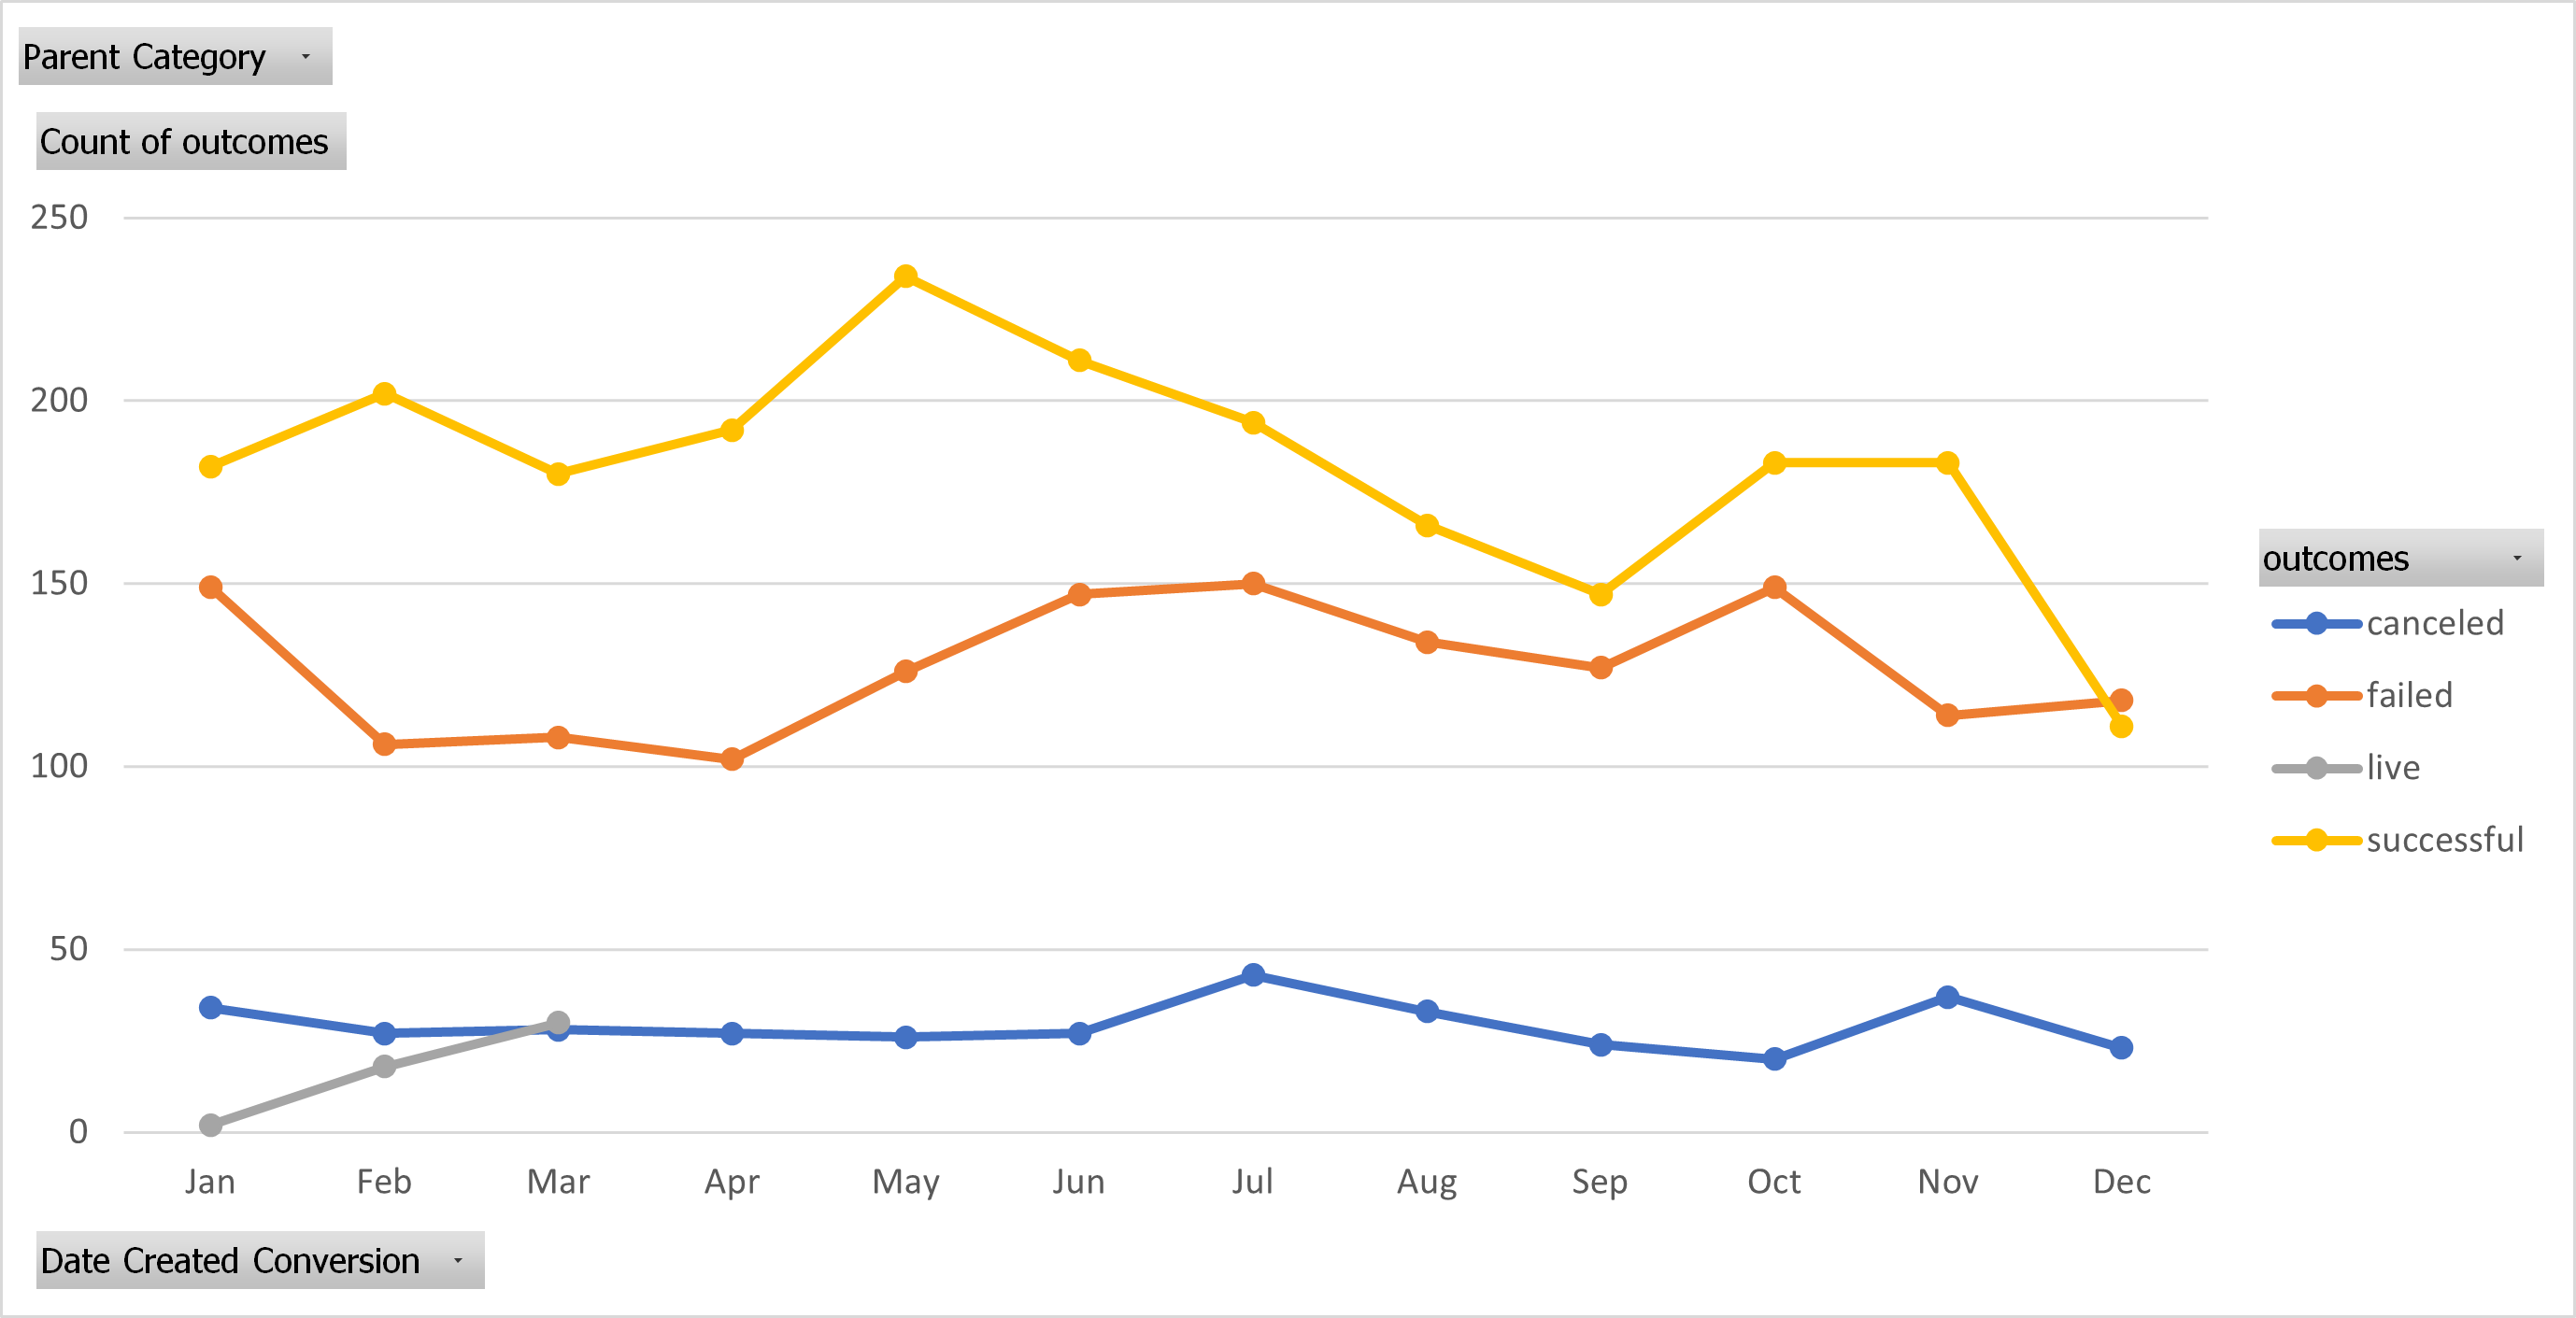 Parent Category
Count of outcomes
250
200
150
100
50
0
Jan Feb Mar Apr May Jun Jul Aug Sep Oct Nov Dec
Date Created Conversion
outcomes
canceled
failed
live
successful